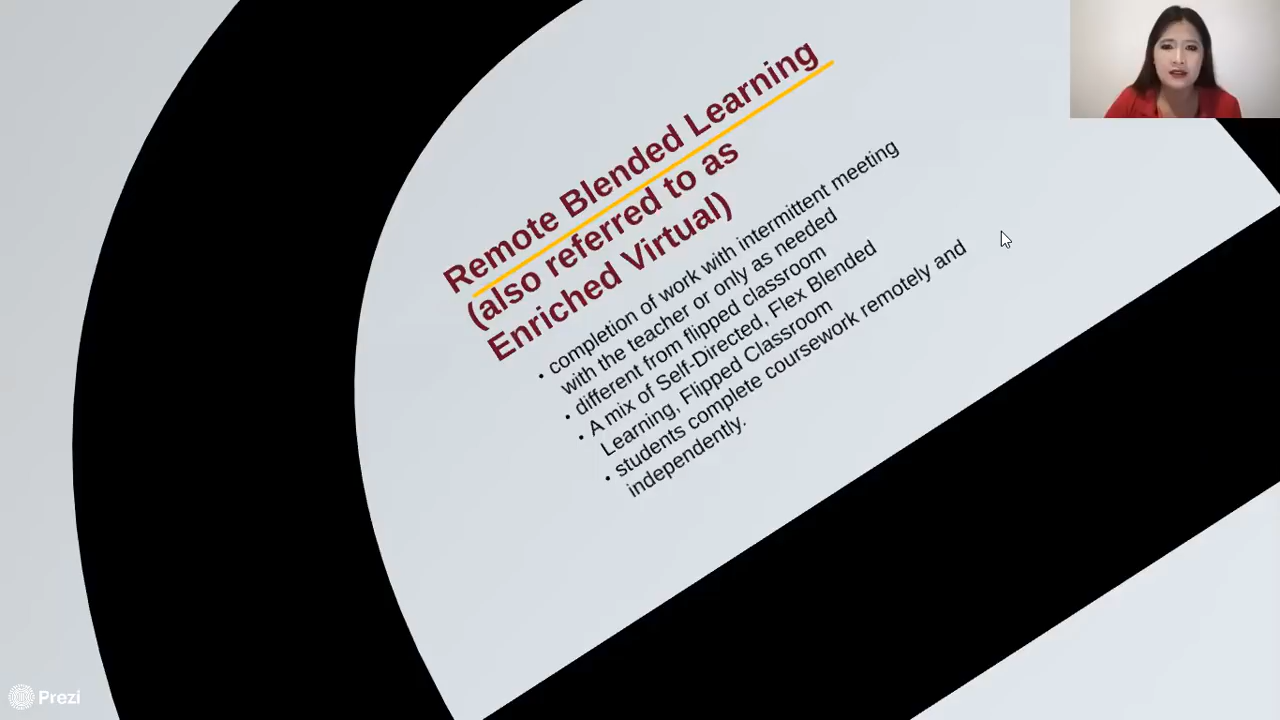 Remote Blended Learning
(also referred to as
Enriched Virtual)
• completion of work with intermittent meeting
with the teacher or only as needed
• different from flipped classroom
• A mix of Self-Directed, Flex Blended
Learning, Flipped Classroom
• students complete coursework remotely and
independently.
Prezi